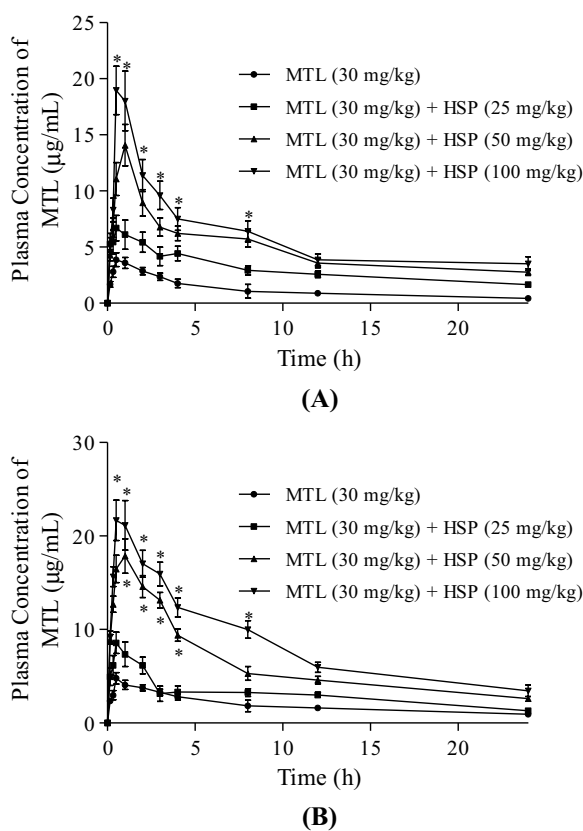 25
20
15
10
5
0
Plasma Concentration of
MTL (µg/mL)
* *
*
*
*
*
MTL (30 mg/kg)
MTL (30 mg/kg) + HSP (25 mg/kg)
MTL (30 mg/kg) + HSP (50 mg/kg)
MTL (30 mg/kg) + HSP (100 mg/kg)
0 5 10 15 20
Time (h)
(A)
30
20
10
0
Plasma Concentration of
MTL (µg/mL)
* *
*
*
*
*
*
*
*
*
MTL (30 mg/kg)
MTL (30 mg/kg) + HSP (25 mg/kg)
MTL (30 mg/kg) + HSP (50 mg/kg)
MTL (30 mg/kg) + HSP (100 mg/kg)
0 5 10 15 20
Time (h)
(B)